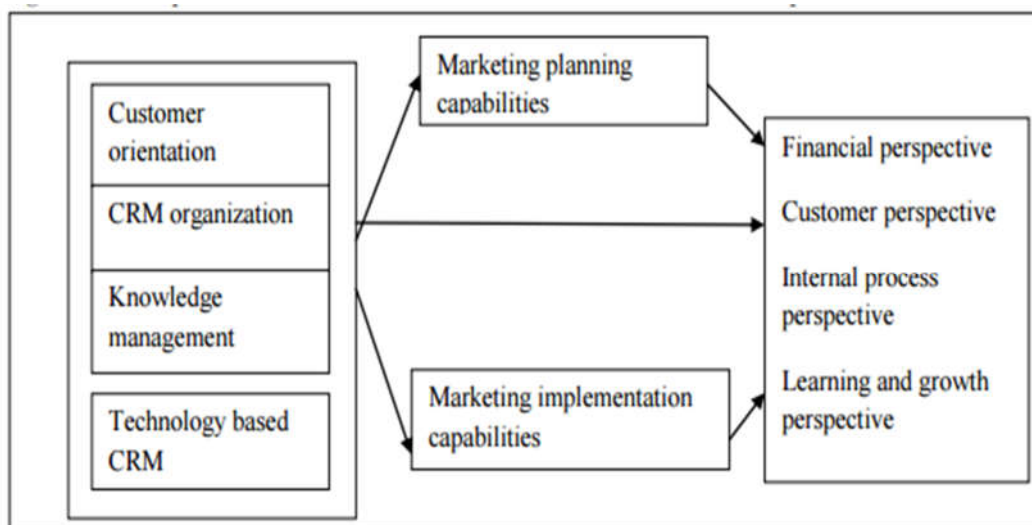 Customer
orientation
CRM organization
Knowledge
management
Technology based
CRM
Marketing planning
capabilities
Marketing implementation
capabilities
Financial perspective
Customer perspective
Internal process
perspective
Learning and growth
perspective